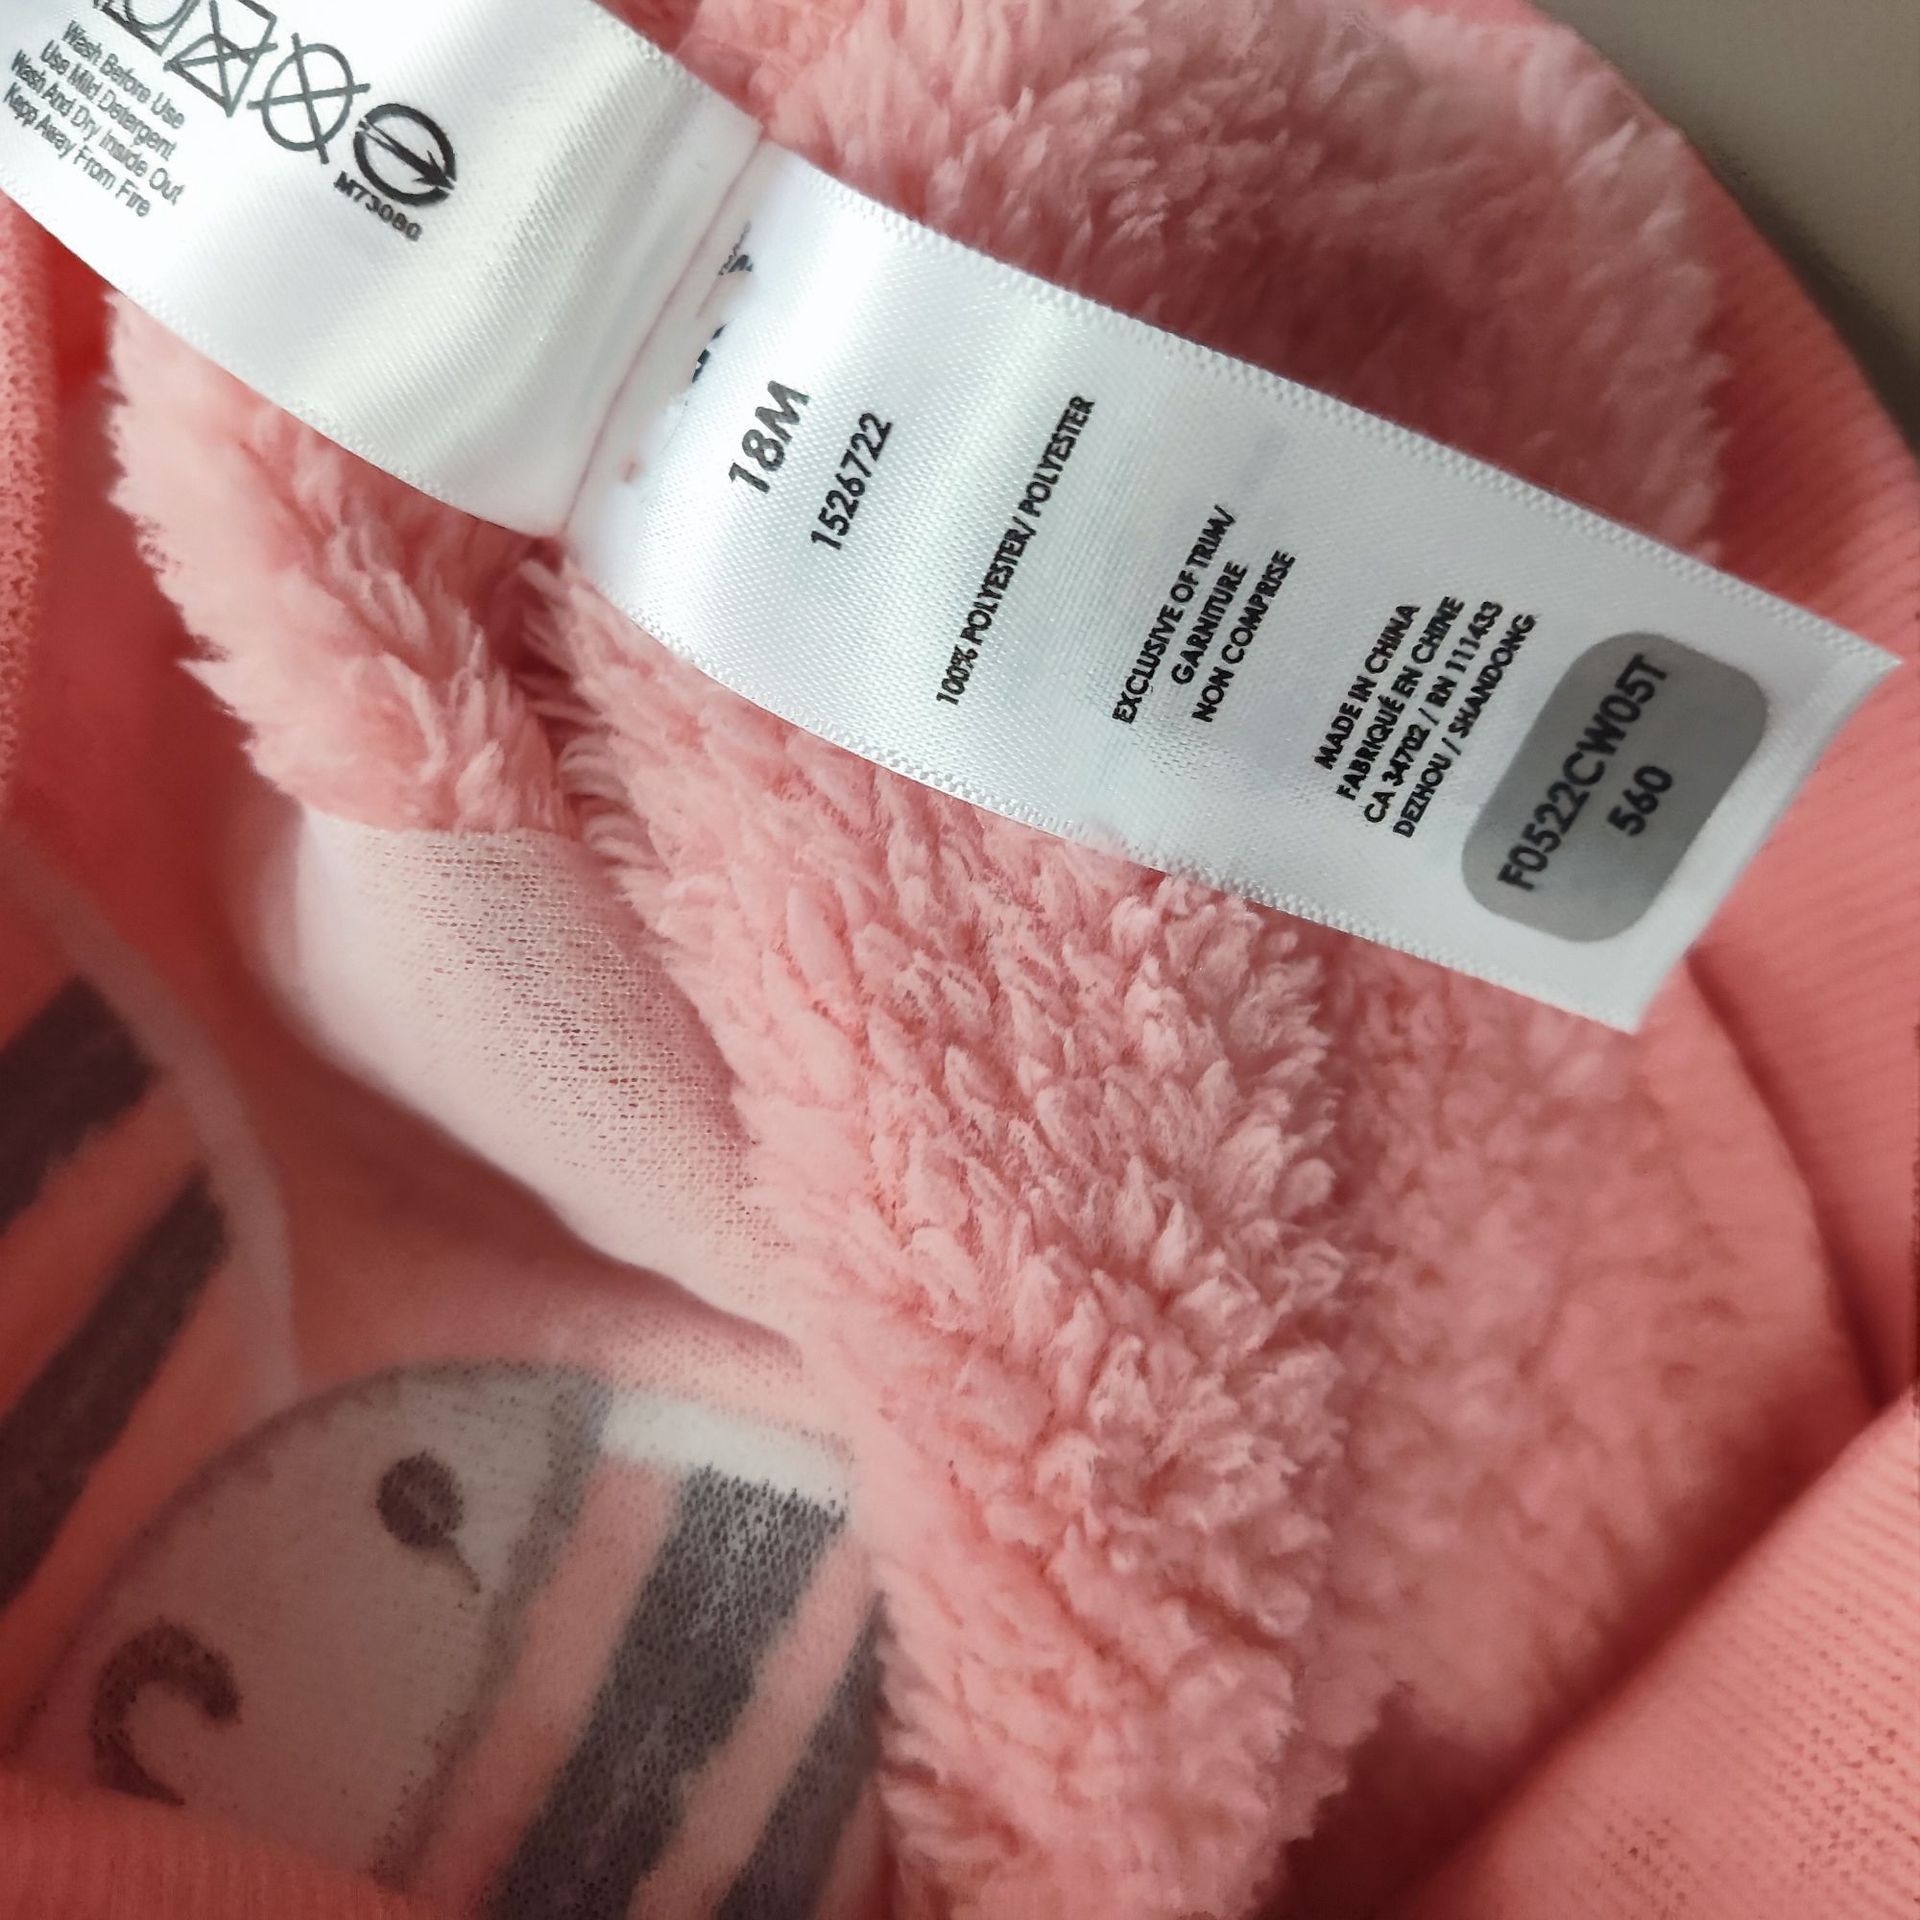 Wash Before Use
Use Mild Detergent
Wash And Dry Inside Out
Kepp Away From Fire
M73080
18M
1526722
100% POLYESTER/ POLYESTER
EXCLUSIVE OF TRIM/
GARNITURE
NON COMPRISE
MADE IN CHINA
FABRIQUÉ EN CHINE
CA 34702 / RN 111433
DEZHOU / SHANDONG
F0522CW05T
560